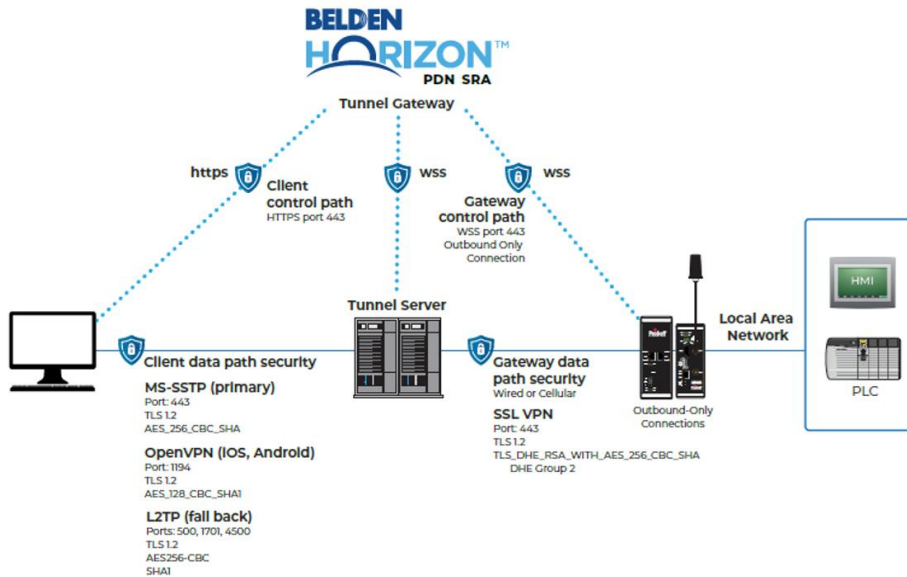 BELDEN
HORIZON™
PDN SRA
Tunnel Gateway
https
wss
wss
Client
control path
HTTPS port 443
Gateway
control path
WSS port 443
Outbound Only
Connection
Tunnel Server
HMI
Local Area
Network
PLC
Client data path security
MS-SSTP (primary)
Port: 443
TLS 1.2
AES_256_CBC_SHA
OpenVPN (iOS, Android)
Port: 1194
TLS 1.2
AES_128_CBC_SHA1
L2TP (fall back)
Ports: 500, 1701, 4500
TLS 1.2
AES256-CBC
SHA1
Gateway data
path security
Wired or Cellular
SSL VPN
Port: 443
TLS 1.2
TLS_DHE_RSA_WITH_AES_256_CBC_SHA
DHE Group 2
Outbound-Only
Connections